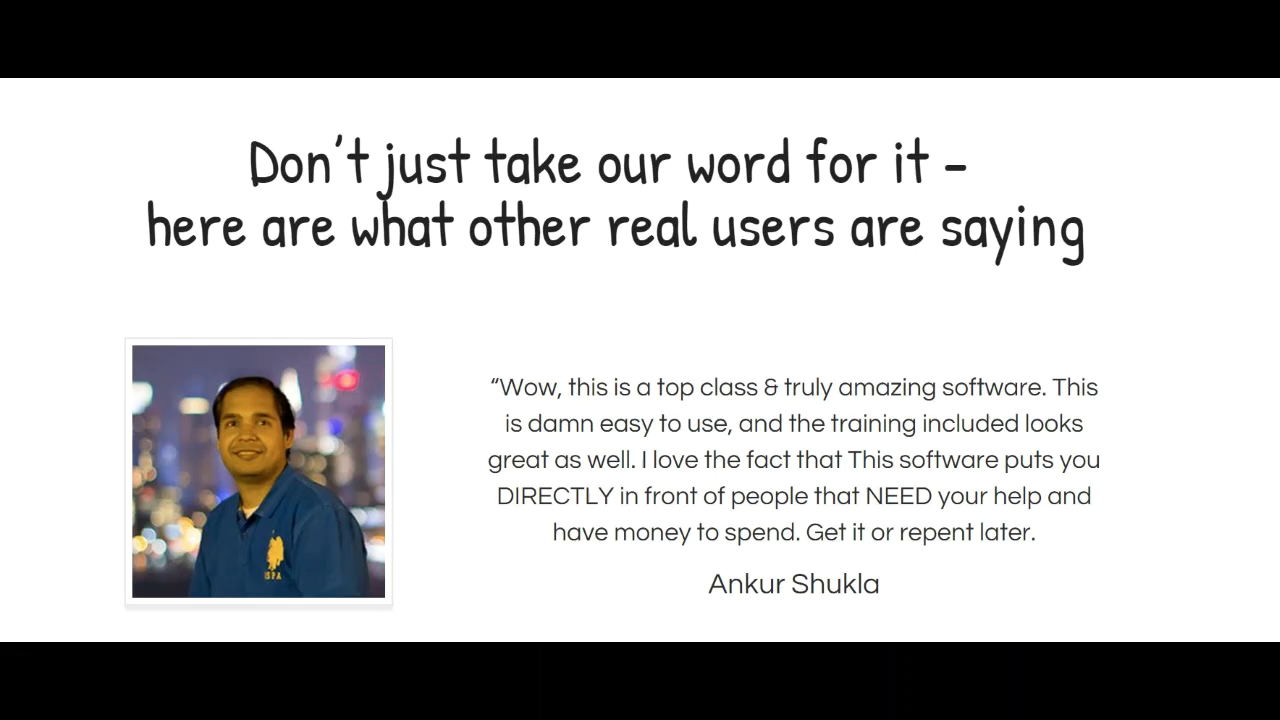 Don't just take our word for it –
here are what other real users are saying
“Wow, this is a top class & truly amazing software. This
is damn easy to use, and the training included looks
great as well. I love the fact that This software puts you
DIRECTLY in front of people that NEED your help and
have money to spend. Get it or repent later.
Ankur Shukla